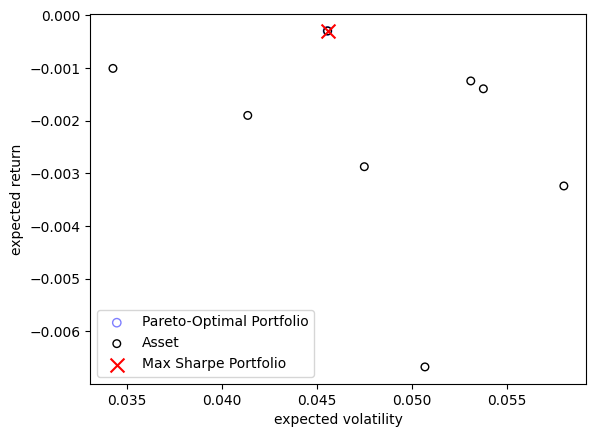 0.000
−0.001
−0.002
−0.003
−0.004
−0.005
−0.006
expected return
Pareto-Optimal Portfolio
Asset
Max Sharpe Portfolio
0.035 0.040 0.045 0.050 0.055
expected volatility